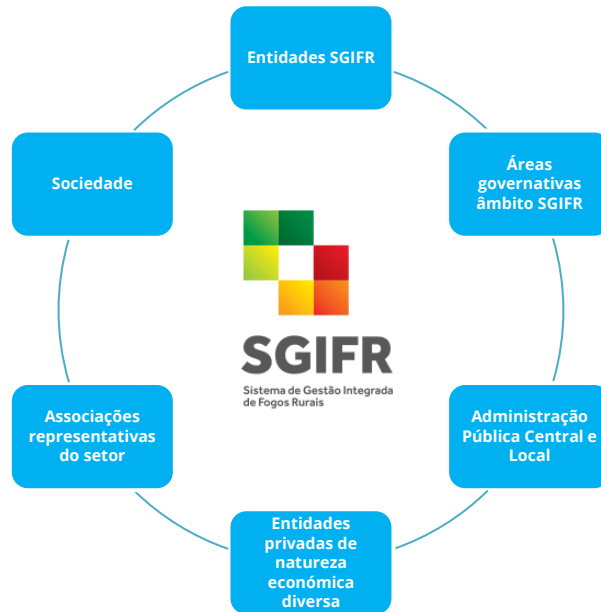 Entidades SGIFR
Sociedade
Áreas
governativas
âmbito SGIFR
SGIFR
Sistema de Gestão Integrada
de Fogos Rurais
Associações
representativas
do setor
Administração
Pública Central e
Local
Entidades
privadas de
natureza
económica
diversa